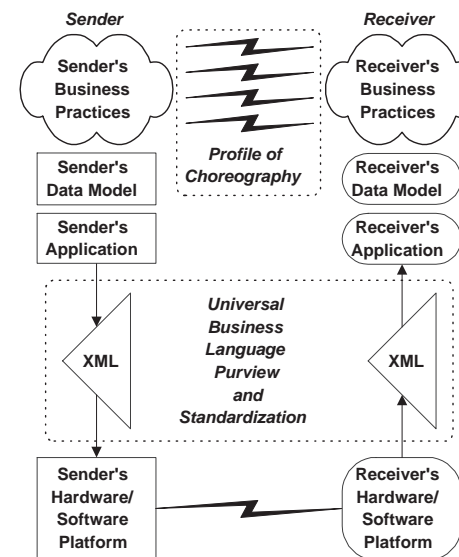 Sender
Receiver
Sender's
Business
Practices
Receiver's
Business
Practices
Profile of
Choreography
Sender's
Data Model
Receiver's
Data Model
Sender's
Application
Receiver's
Application
Universal
Business
Language
Purview
and
Standardization
XML
XML
Sender's
Hardware/
Software
Platform
Receiver's
Hardware/
Software
Platform